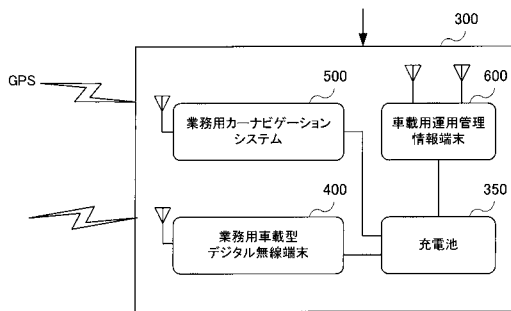 300
GPS
500
業務用カーナビゲーション
システム
600
車載用運用管理
情報端末
400
業務用車載型
デジタル無線端末
350
充電池